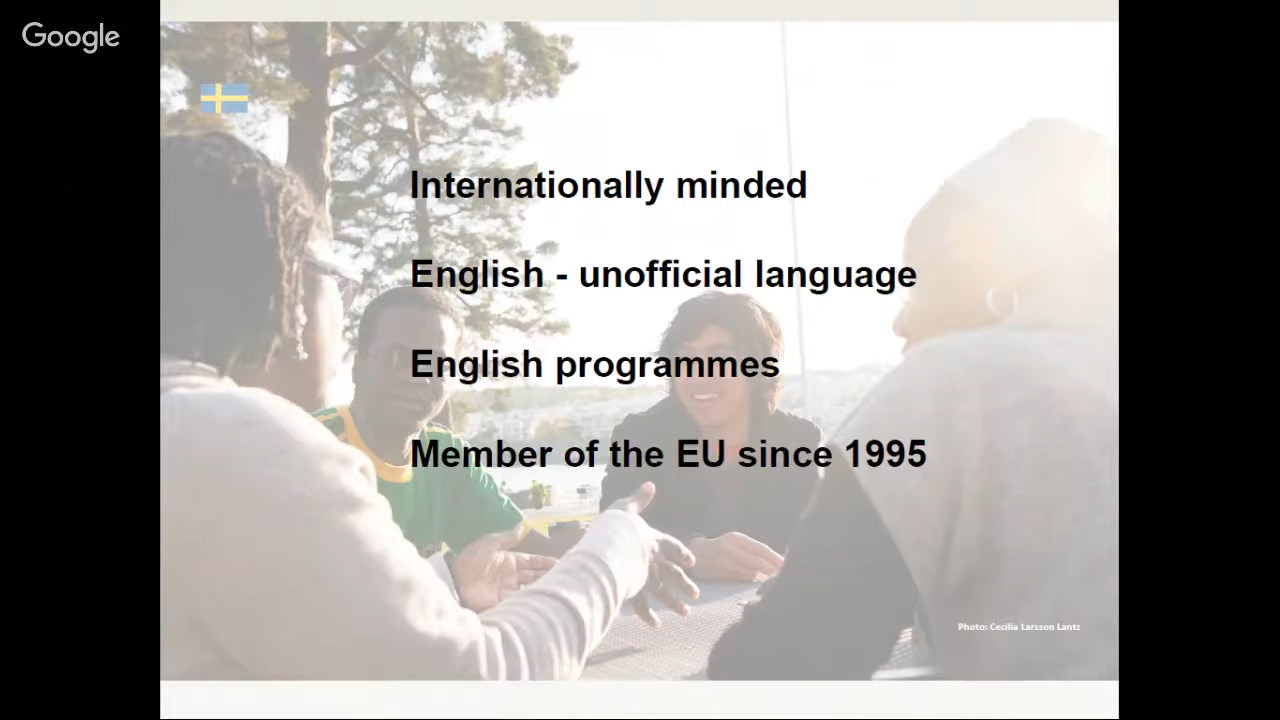 Google
Internationally minded
English - unofficial language
English programmes
Member of the EU since 1995
Photo: Cecilia Larsson Lantz